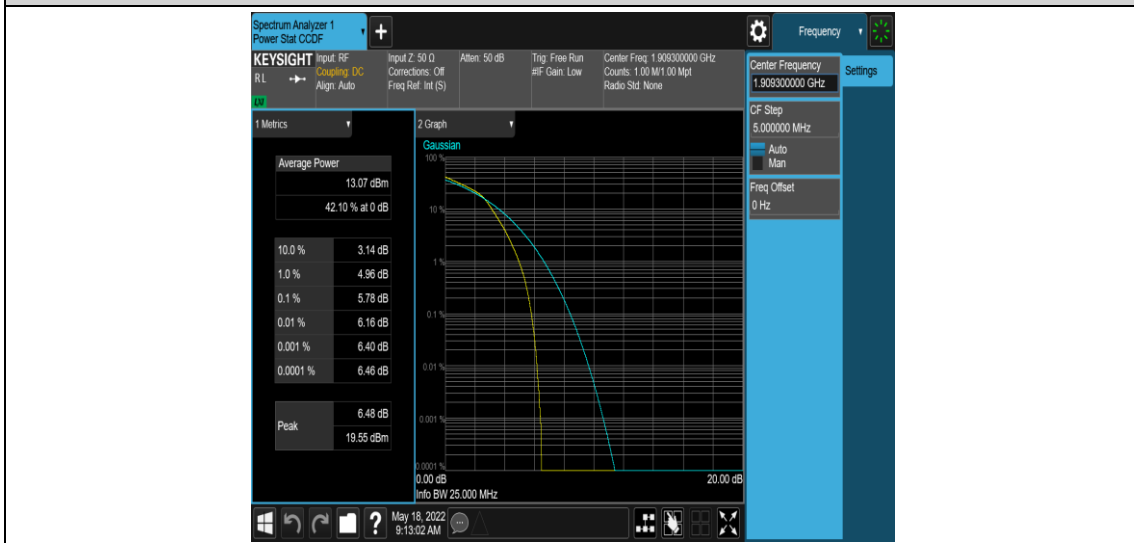 Spectrum Analyzer 1
Power Stat CCDF
+
Frequency
KEYSIGHT
RL
LXI
Input: RF
Coupling: DC
Align: Auto
Input Z: 50 Ω
Corrections: Off
Freq Ref: Int (S)
Atten: 50 dB
Trig: Free Run
#IF Gain: Low
Center Freq: 1.909300000 GHz
Counts: 1.00 M/1.00 Mpt
Radio Std: None
Center Frequency
1.909300000 GHz
Settings
CF Step
5.000000 MHz
Auto
Man
Freq Offset
0 Hz
1 Metrics
Average Power
13.07 dBm
42.10 % at 0 dB
10.0 % 3.14 dB
1.0 % 4.96 dB
0.1 % 5.78 dB
0.01 % 6.16 dB
0.001 % 6.40 dB
0.0001 % 6.46 dB
Peak
6.48 dB
19.55 dBm
2 Graph
Gaussian
100 %
10 %
1 %
0.1 %
0.01 %
0.001 %
0.0001 %
0.00 dB 20.00 dB
Info BW 25.000 MHz
?
May 18, 2022
9:13:02 AM